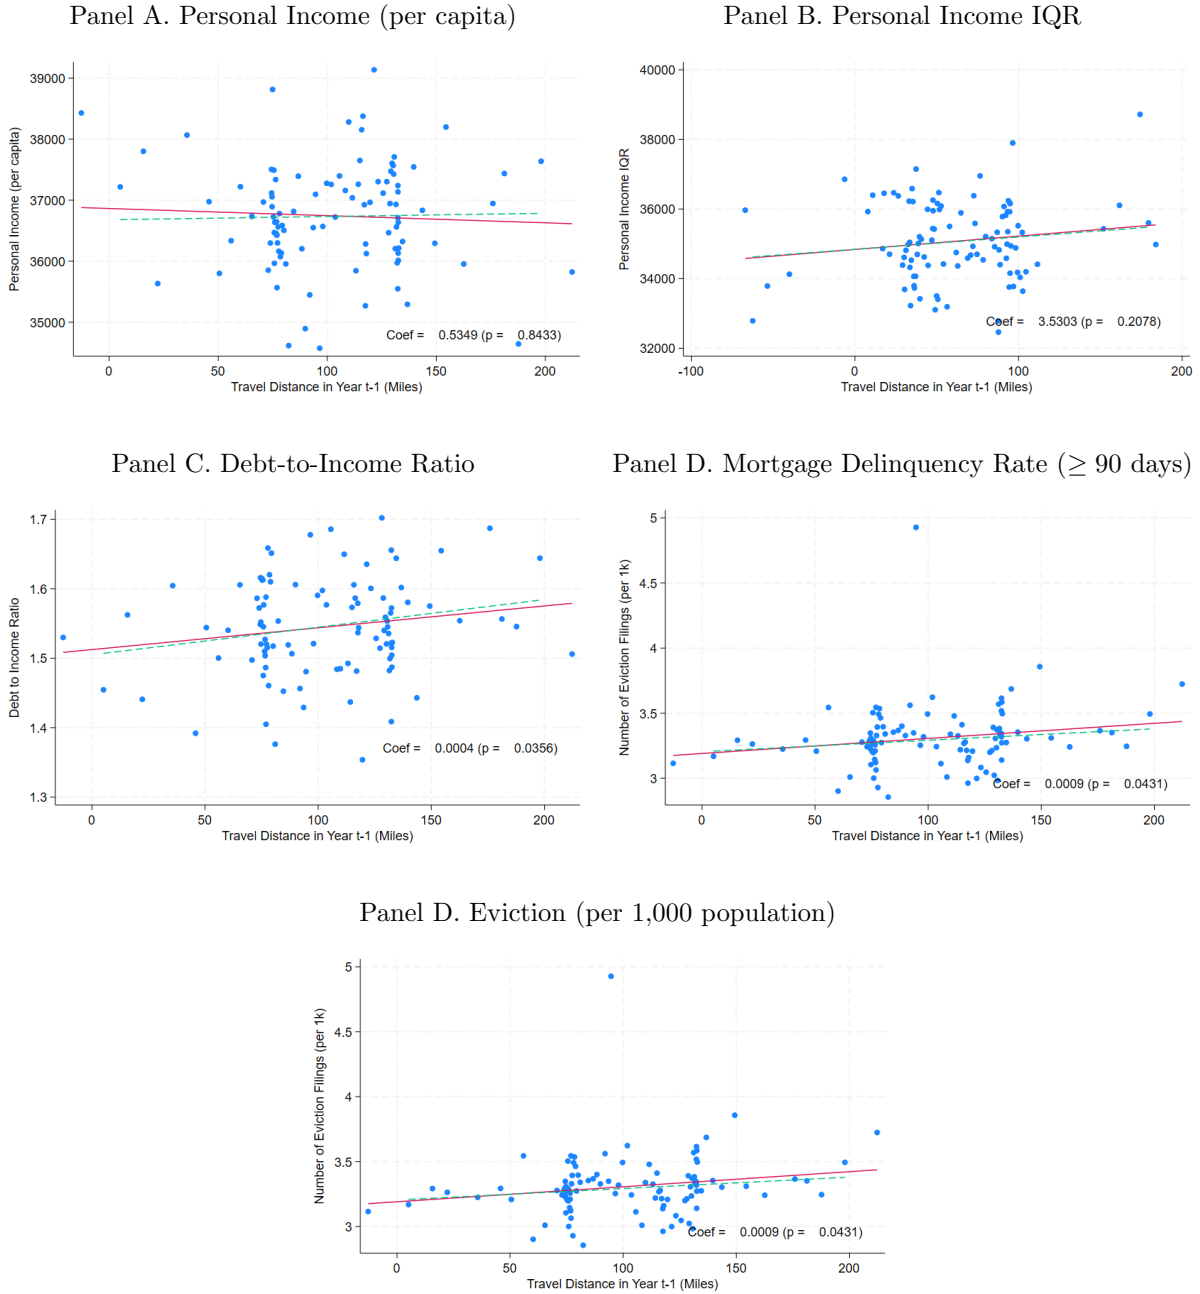 Panel A. Personal Income (per capita)
Personal Income (per capita)
39000
38000
37000
36000
35000
Coef = 0.5349 (p = 0.8433)
0 50 100 150 200
Travel Distance in Year t-1 (Miles)
Panel B. Personal Income IQR
Personal Income IQR
40000
38000
36000
34000
32000
Coef = 3.5303 (p = 0.2078)
-100 0 100 200
Travel Distance in Year t-1 (Miles)
Panel C. Debt-to-Income Ratio
Debt to Income Ratio
1.7
1.6
1.5
1.4
1.3
Coef = 0.0004 (p = 0.0356)
0 50 100 150 200
Travel Distance in Year t-1 (Miles)
Panel D. Mortgage Delinquency Rate (≥ 90 days)
Number of Eviction Filings (per 1k)
5
4.5
4
3.5
3
Coef = 0.0009 (p = 0.0431)
0 50 100 150 200
Travel Distance in Year t-1 (Miles)
Panel D. Eviction (per 1,000 population)
Number of Eviction Filings (per 1k)
5
4.5
4
3.5
3
Coef = 0.0009 (p = 0.0431)
0 50 100 150 200
Travel Distance in Year t-1 (Miles)